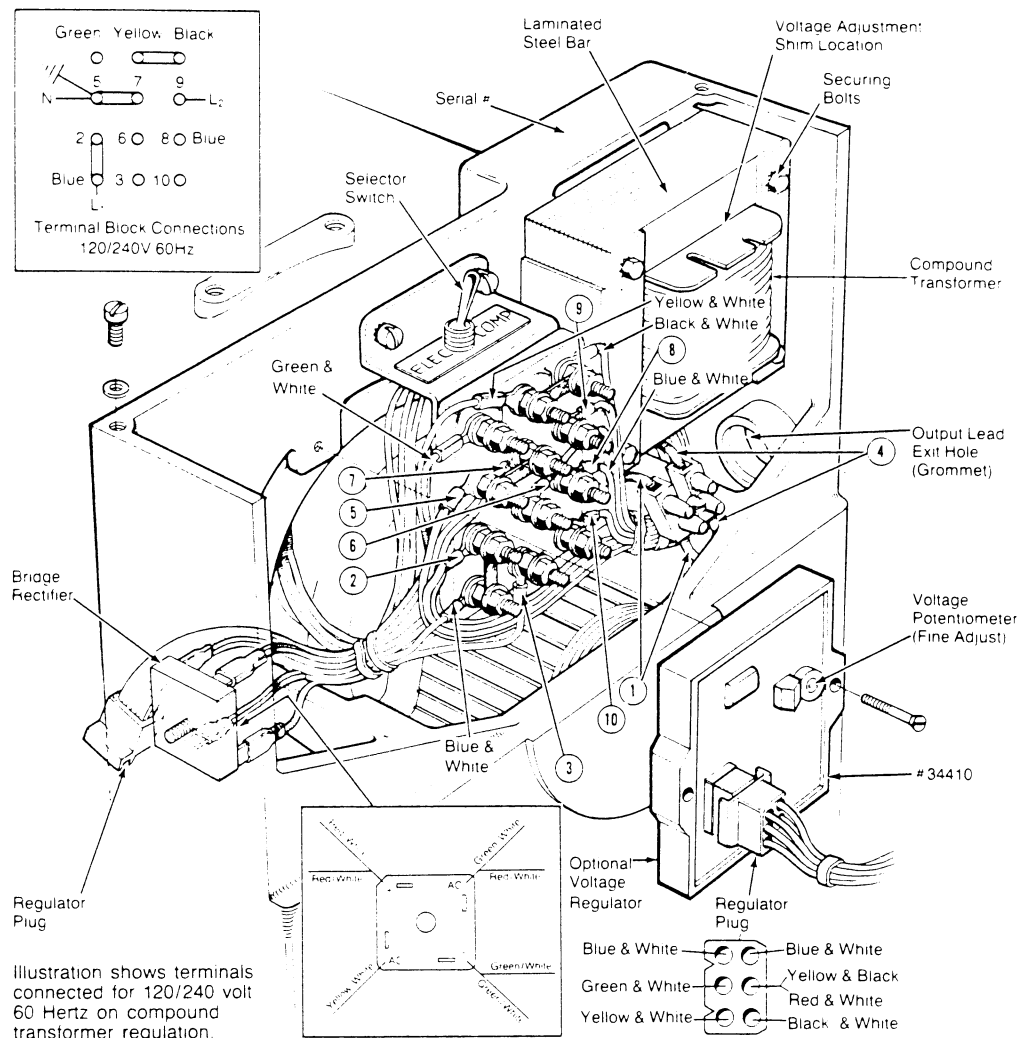 Green Yellow Black
5 7 9
N L2
2 6 8 Blue
Blue 3 10
L
Terminal Block Connections
120/240V 60Hz
Laminated
Steel Bar
Voltage Adjustment
Shim Location
Securing
Bolts
Serial #
Selector
Switch
Compound
Transformer
ELEC COMP
Yellow & White
9
Black & White
8
Blue & White
Green &
White
Output Lead
Exit Hole
(Grommet)
4
7
5
6
2
Bridge
Rectifier
Voltage
Potentiometer
(Fine Adjust)
1
10
Blue &
White
3
#34410
Green/White
Red/White
AC
Red/White
AC
Green/White
Yellow/White
Green/White
Optional
Voltage
Regulator
Regulator
Plug
Regulator
Plug
Blue & White
Blue & White
Green & White
Yellow & Black
Red & White
Yellow & White
Black & White
Illustration shows terminals
connected for 120/240 volt
60 Hertz on compound
transformer regulation.